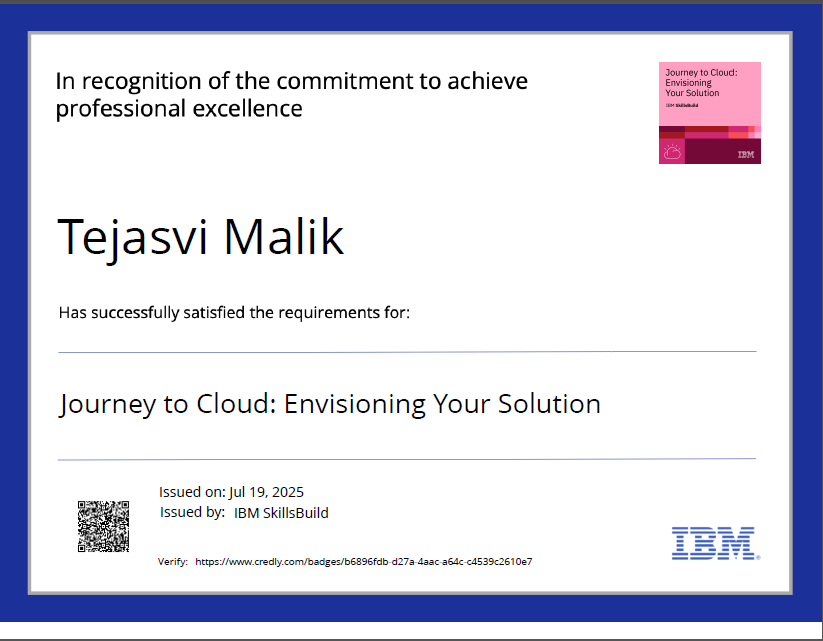 In recognition of the commitment to achieve
professional excellence
Journey to Cloud:
Envisioning
Your Solution
IBM SkillsBuild
IBM
Tejasvi Malik
Has successfully satisfied the requirements for:
Journey to Cloud: Envisioning Your Solution
Issued on: Jul 19, 2025
Issued by: IBM SkillsBuild
Verify: https://www.credly.com/badges/b6896fdb-d27a-4aac-a64c-c4539c2610e7
IBM®